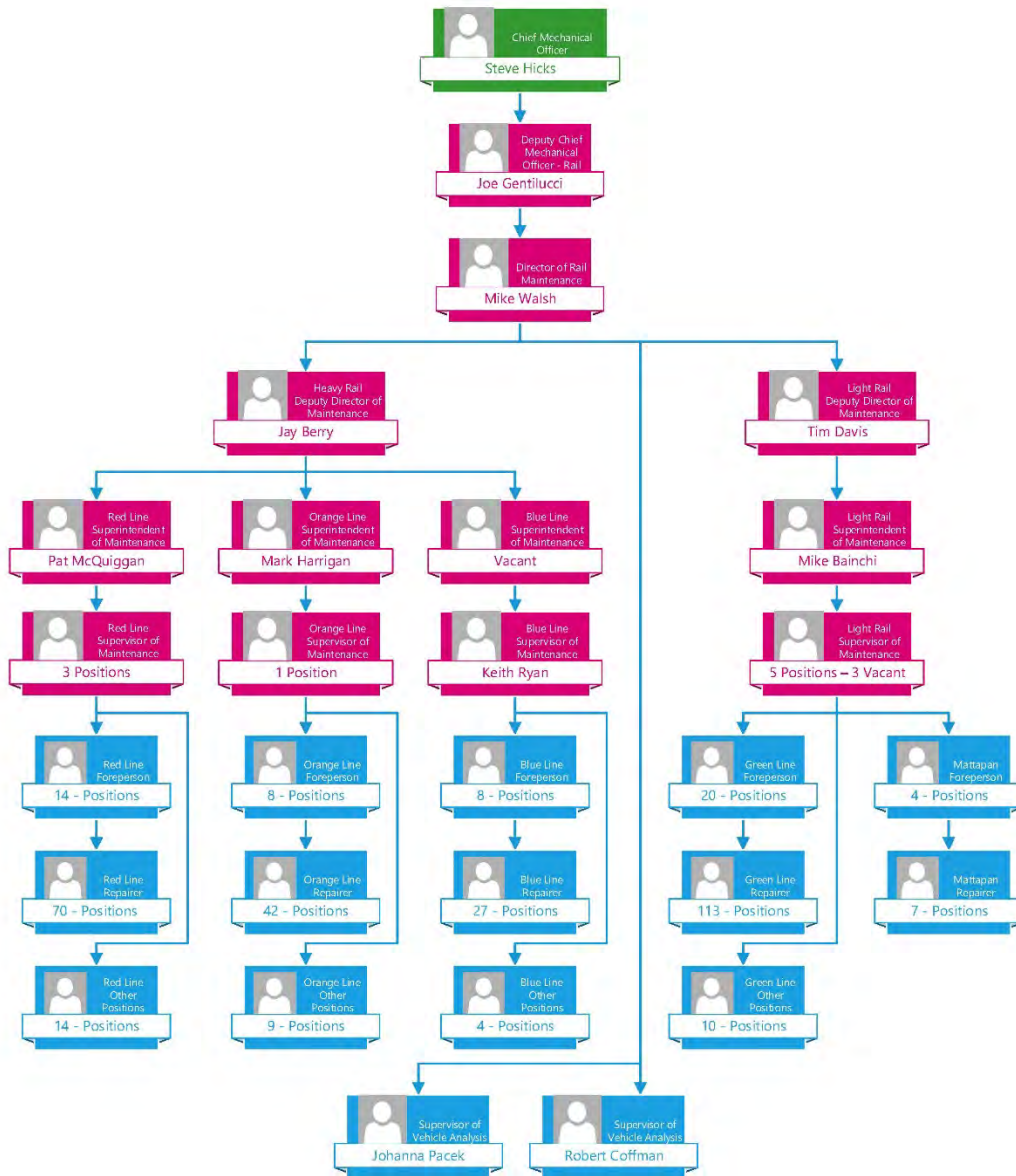 Chief Mechanical
Officer
Steve Hicks
Deputy Chief
Mechanical
Officer - Rail
Joe Gentilucci
Director of Rail
Maintenance
Mike Walsh
Heavy Rail
Deputy Director of
Maintenance
Jay Berry
Light Rail
Deputy Director of
Maintenance
Tim Davis
Red Line
Superintendent
of Maintenance
Pat McQuiggan
Orange Line
Superintendent
of Maintenance
Mark Harrigan
Blue Line
Superintendent
of Maintenance
Vacant
Light Rail
Superintendent
of Maintenance
Mike Bainchi
Red Line
Supervisor of
Maintenance
3 Positions
Orange Line
Supervisor of
Maintenance
1 Position
Blue Line
Supervisor of
Maintenance
Keith Ryan
Light Rail
Supervisor of
Maintenance
5 Positions – 3 Vacant
Red Line
Foreperson
14 - Positions
Orange Line
Foreperson
8 - Positions
Blue Line
Foreperson
8 - Positions
Green Line
Foreperson
20 - Positions
Mattapan
Foreperson
4 - Positions
Red Line
Repairer
70 - Positions
Orange Line
Repairer
42 - Positions
Blue Line
Repairer
27 - Positions
Green Line
Repairer
113 - Positions
Mattapan
Repairer
7 - Positions
Red Line
Other
Positions
14 - Positions
Orange Line
Other
Positions
9 - Positions
Blue Line
Other
Positions
4 - Positions
Green Line
Other
Positions
10 - Positions
Supervisor of
Vehicle Analysis
Johanna Pacek
Supervisor of
Vehicle Analysis
Robert Coffman